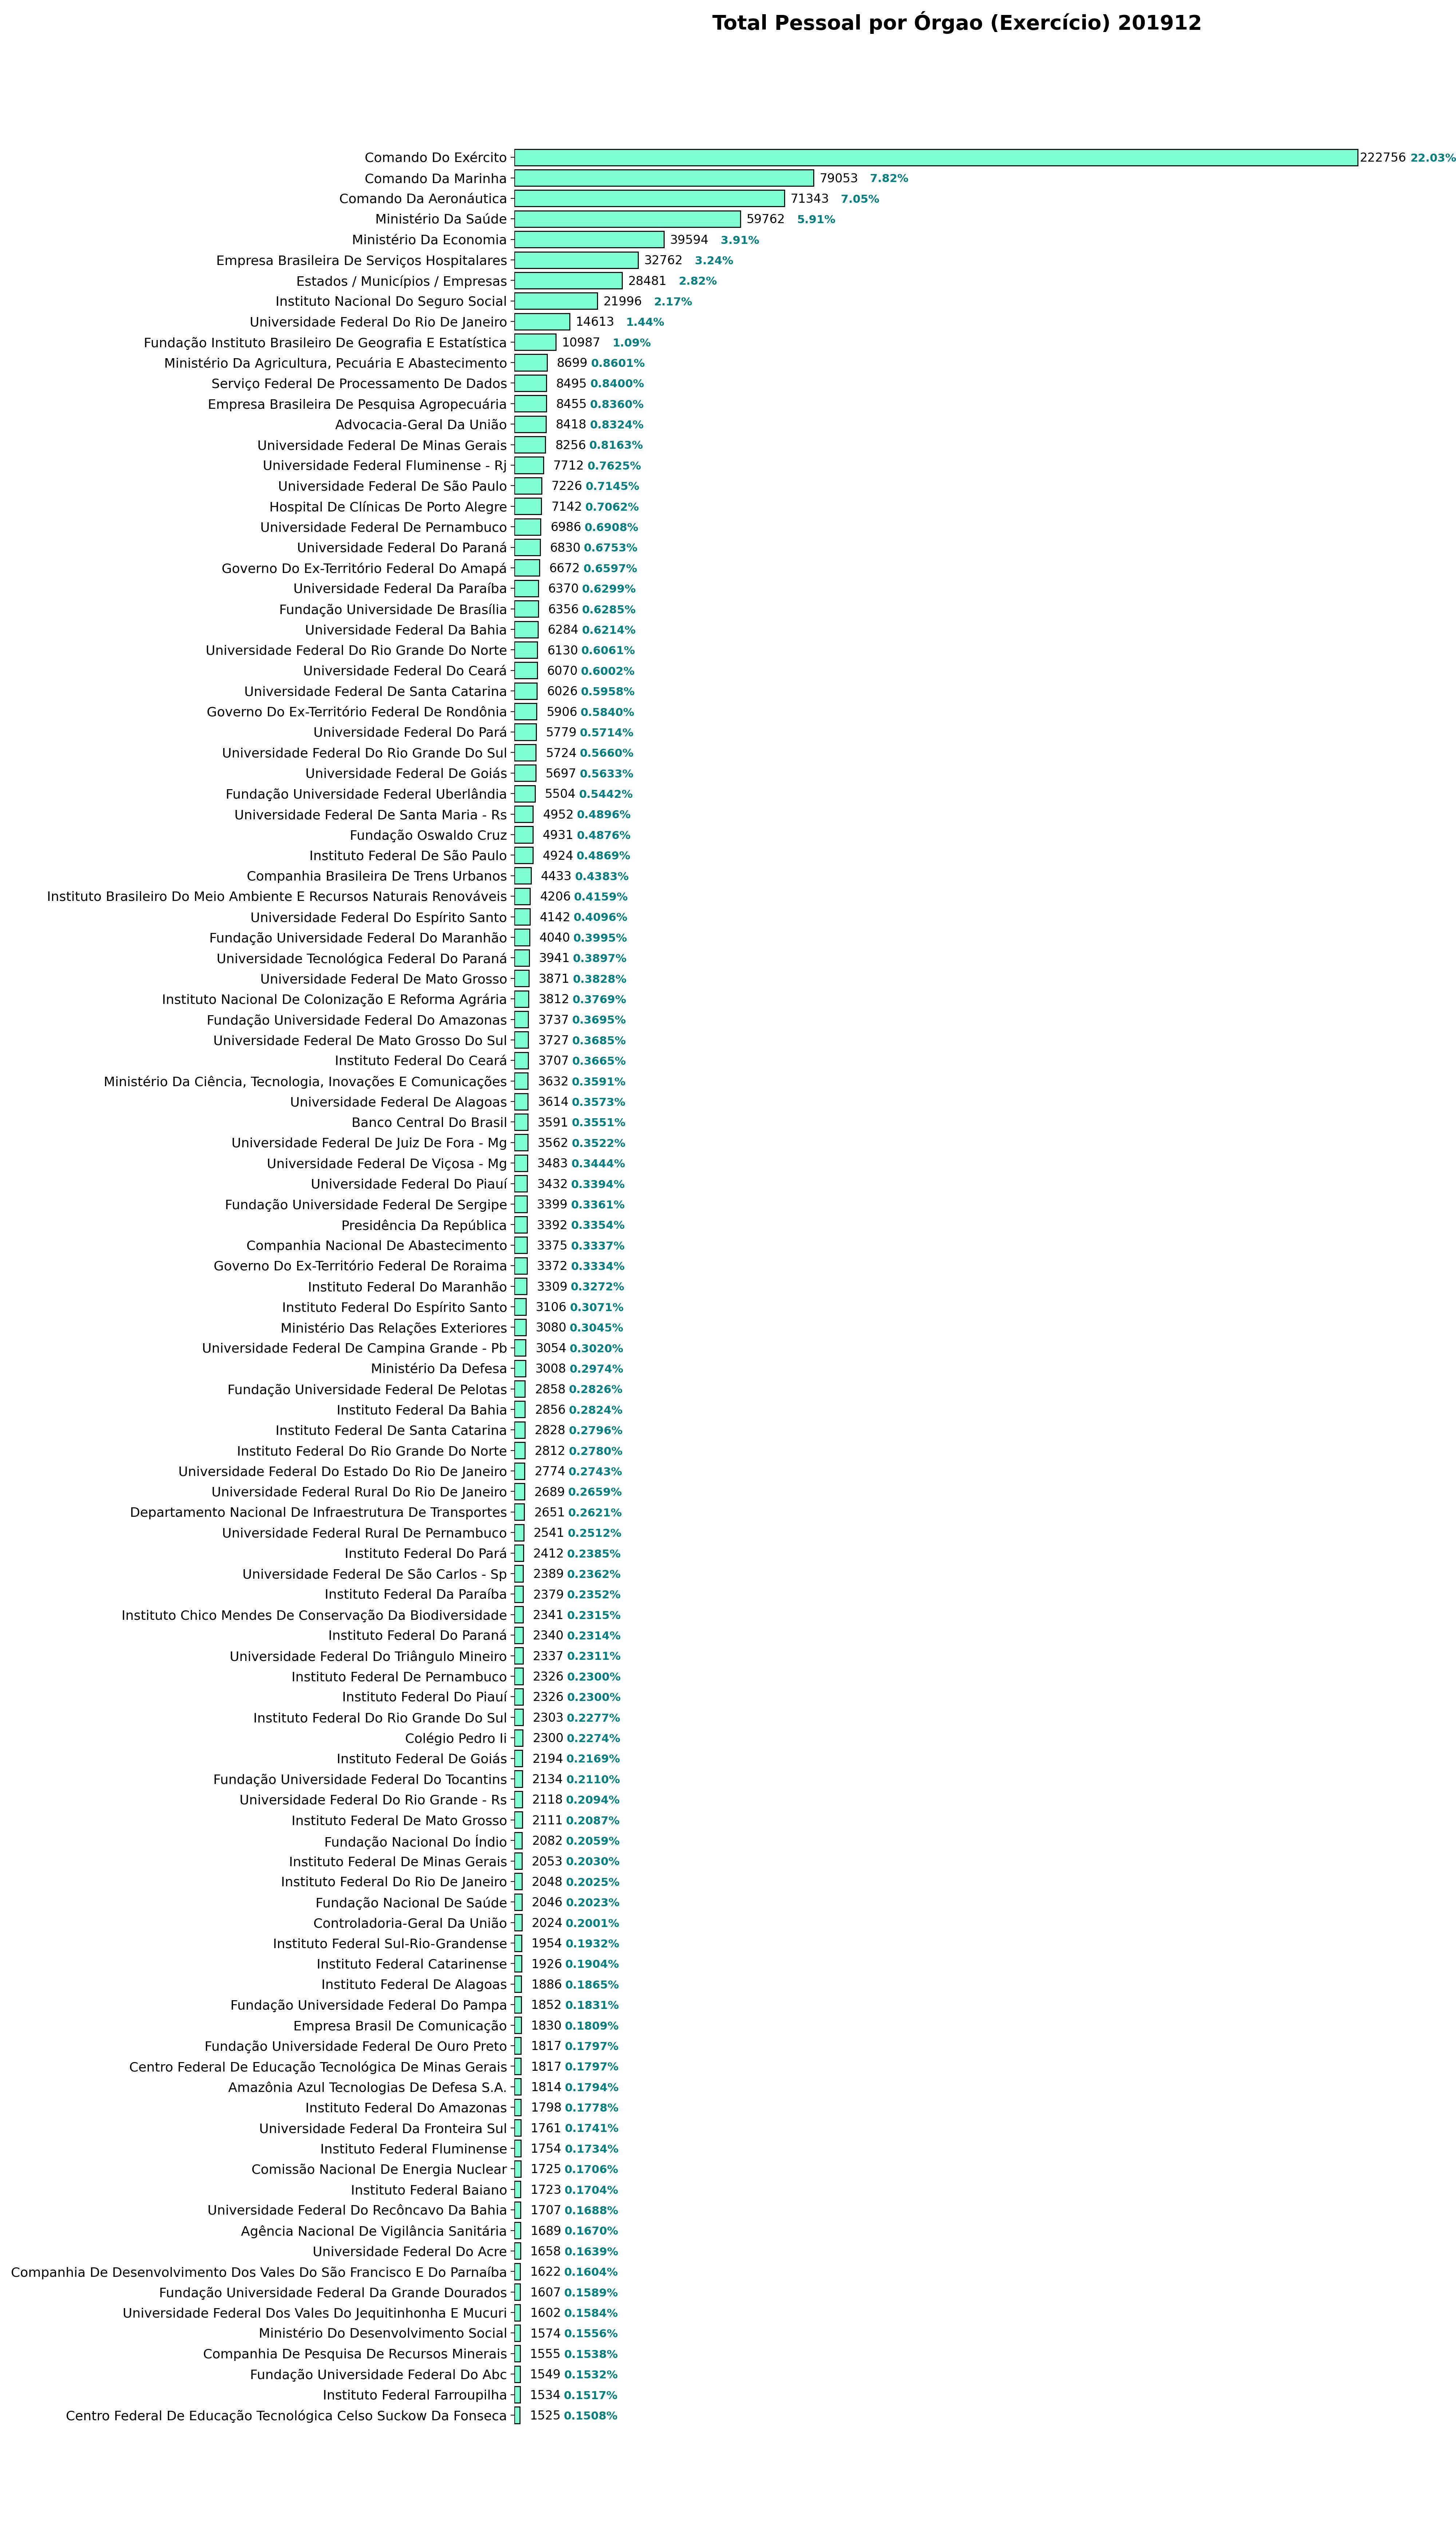 Total Pessoal por Órgao (Exercício) 201912
Comando Do Exército 222756 22.03%
Comando Da Marinha 79053 7.82%
Comando Da Aeronáutica 71343 7.05%
Ministério Da Saúde 59762 5.91%
Ministério Da Economia 39594 3.91%
Empresa Brasileira De Serviços Hospitalares 32762 3.24%
Estados / Municípios / Empresas 28481 2.82%
Instituto Nacional Do Seguro Social 21996 2.17%
Universidade Federal Do Rio De Janeiro 14613 1.44%
Fundação Instituto Brasileiro De Geografia E Estatística 10987 1.09%
Ministério Da Agricultura, Pecuária E Abastecimento 8699 0.8601%
Serviço Federal De Processamento De Dados 8495 0.8400%
Empresa Brasileira De Pesquisa Agropecuária 8455 0.8360%
Advocacia-Geral Da União 8418 0.8324%
Universidade Federal De Minas Gerais 8256 0.8163%
Universidade Federal Fluminense - Rj 7712 0.7625%
Universidade Federal De São Paulo 7226 0.7145%
Hospital De Clínicas De Porto Alegre 7142 0.7062%
Universidade Federal De Pernambuco 6986 0.6908%
Universidade Federal Do Paraná 6830 0.6753%
Governo Do Ex-Território Federal Do Amapá 6672 0.6597%
Universidade Federal Da Paraíba 6370 0.6299%
Fundação Universidade De Brasília 6356 0.6285%
Universidade Federal Da Bahia 6284 0.6214%
Universidade Federal Do Rio Grande Do Norte 6130 0.6061%
Universidade Federal Do Ceará 6070 0.6002%
Universidade Federal De Santa Catarina 6026 0.5958%
Governo Do Ex-Território Federal De Rondônia 5906 0.5840%
Universidade Federal Do Pará 5779 0.5714%
Universidade Federal Do Rio Grande Do Sul 5724 0.5660%
Universidade Federal De Goiás 5697 0.5633%
Fundação Universidade Federal Uberlândia 5504 0.5442%
Universidade Federal De Santa Maria - Rs 4952 0.4896%
Fundação Oswaldo Cruz 4931 0.4876%
Instituto Federal De São Paulo 4924 0.4869%
Companhia Brasileira De Trens Urbanos 4433 0.4383%
Instituto Brasileiro Do Meio Ambiente E Recursos Naturais Renováveis 4206 0.4159%
Universidade Federal Do Espírito Santo 4142 0.4096%
Fundação Universidade Federal Do Maranhão 4040 0.3995%
Universidade Tecnológica Federal Do Paraná 3941 0.3897%
Universidade Federal De Mato Grosso 3871 0.3828%
Instituto Nacional De Colonização E Reforma Agrária 3812 0.3769%
Fundação Universidade Federal Do Amazonas 3737 0.3695%
Universidade Federal De Mato Grosso Do Sul 3727 0.3685%
Instituto Federal Do Ceará 3707 0.3665%
Ministério Da Ciência, Tecnologia, Inovações E Comunicações 3632 0.3591%
Universidade Federal De Alagoas 3614 0.3573%
Banco Central Do Brasil 3591 0.3551%
Universidade Federal De Juiz De Fora - Mg 3562 0.3522%
Universidade Federal De Viçosa - Mg 3483 0.3444%
Universidade Federal Do Piauí 3432 0.3394%
Fundação Universidade Federal De Sergipe 3399 0.3361%
Presidência Da República 3392 0.3354%
Companhia Nacional De Abastecimento 3375 0.3337%
Governo Do Ex-Território Federal De Roraima 3372 0.3334%
Instituto Federal Do Maranhão 3309 0.3272%
Instituto Federal Do Espírito Santo 3106 0.3071%
Ministério Das Relações Exteriores 3080 0.3045%
Universidade Federal De Campina Grande - Pb 3054 0.3020%
Ministério Da Defesa 3008 0.2974%
Fundação Universidade Federal De Pelotas 2858 0.2826%
Instituto Federal Da Bahia 2856 0.2824%
Instituto Federal De Santa Catarina 2828 0.2796%
Instituto Federal Do Rio Grande Do Norte 2812 0.2780%
Universidade Federal Do Estado Do Rio De Janeiro 2774 0.2743%
Universidade Federal Rural Do Rio De Janeiro 2689 0.2659%
Departamento Nacional De Infraestrutura De Transportes 2651 0.2621%
Universidade Federal Rural De Pernambuco 2541 0.2512%
Instituto Federal Do Pará 2412 0.2385%
Universidade Federal De São Carlos - Sp 2389 0.2362%
Instituto Federal Da Paraíba 2379 0.2352%
Instituto Chico Mendes De Conservação Da Biodiversidade 2341 0.2315%
Instituto Federal Do Paraná 2340 0.2314%
Universidade Federal Do Triângulo Mineiro 2337 0.2311%
Instituto Federal De Pernambuco 2326 0.2300%
Instituto Federal Do Piauí 2326 0.2300%
Instituto Federal Do Rio Grande Do Sul 2303 0.2277%
Colégio Pedro Ii 2300 0.2274%
Instituto Federal De Goiás 2194 0.2169%
Fundação Universidade Federal Do Tocantins 2134 0.2110%
Universidade Federal Do Rio Grande - Rs 2118 0.2094%
Instituto Federal De Mato Grosso 2111 0.2087%
Fundação Nacional Do Índio 2082 0.2059%
Instituto Federal De Minas Gerais 2053 0.2030%
Instituto Federal Do Rio De Janeiro 2048 0.2025%
Fundação Nacional De Saúde 2046 0.2023%
Controladoria-Geral Da União 2024 0.2001%
Instituto Federal Sul-Rio-Grandense 1954 0.1932%
Instituto Federal Catarinense 1926 0.1904%
Instituto Federal De Alagoas 1886 0.1865%
Fundação Universidade Federal Do Pampa 1852 0.1831%
Empresa Brasil De Comunicação 1830 0.1809%
Fundação Universidade Federal De Ouro Preto 1817 0.1797%
Centro Federal De Educação Tecnológica De Minas Gerais 1817 0.1797%
Amazônia Azul Tecnologias De Defesa S.A. 1814 0.1794%
Instituto Federal Do Amazonas 1798 0.1778%
Universidade Federal Da Fronteira Sul 1761 0.1741%
Instituto Federal Fluminense 1754 0.1734%
Comissão Nacional De Energia Nuclear 1725 0.1706%
Instituto Federal Baiano 1723 0.1704%
Universidade Federal Do Recôncavo Da Bahia 1707 0.1688%
Agência Nacional De Vigilância Sanitária 1689 0.1670%
Universidade Federal Do Acre 1658 0.1639%
Companhia De Desenvolvimento Dos Vales Do São Francisco E Do Parnaíba 1622 0.1604%
Fundação Universidade Federal Da Grande Dourados 1607 0.1589%
Universidade Federal Dos Vales Do Jequitinhonha E Mucuri 1602 0.1584%
Ministério Do Desenvolvimento Social 1574 0.1556%
Companhia De Pesquisa De Recursos Minerais 1555 0.1538%
Fundação Universidade Federal Do Abc 1549 0.1532%
Instituto Federal Farroupilha 1534 0.1517%
Centro Federal De Educação Tecnológica Celso Suckow Da Fonseca 1525 0.1508%